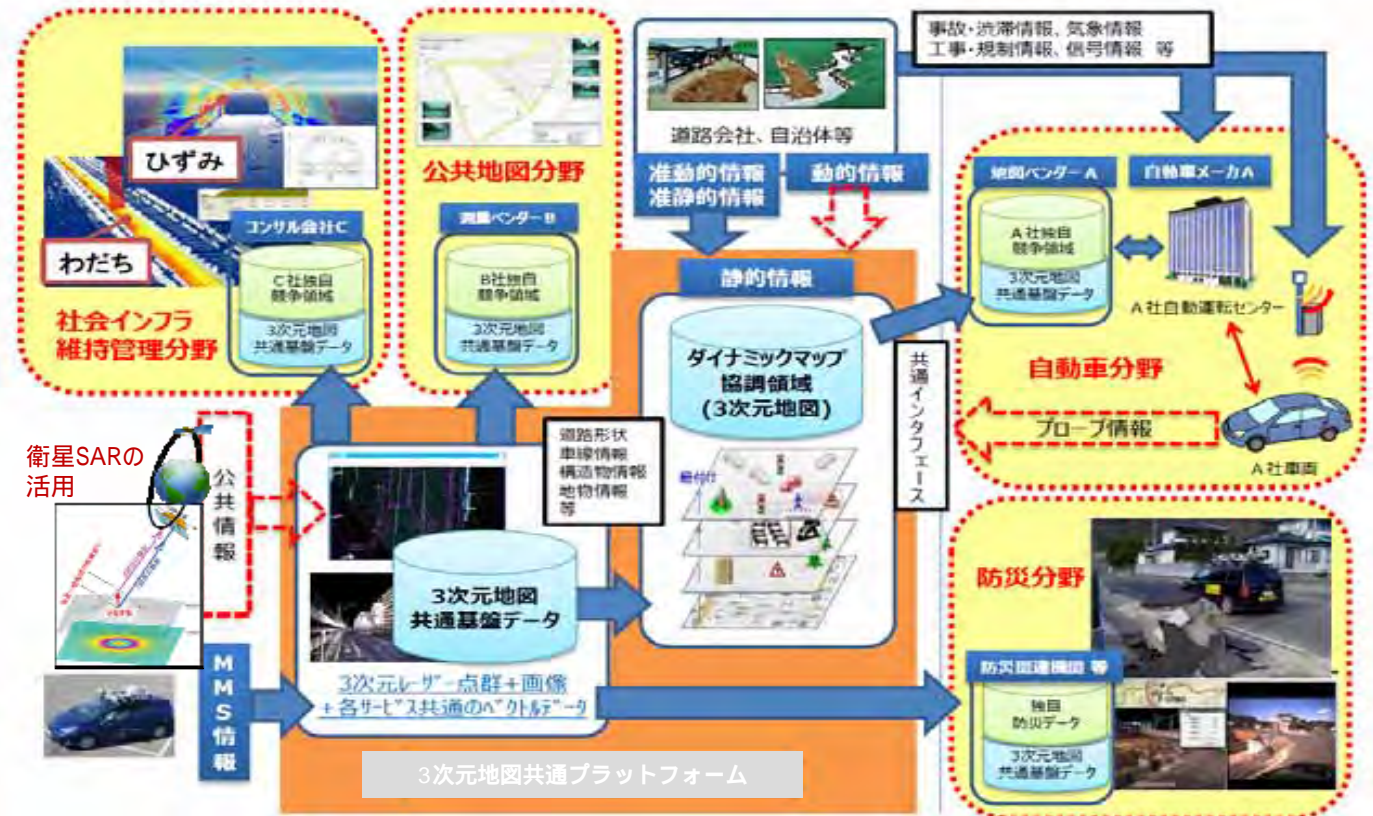 ひずみ
わだち
コンサル会社C
C社独自
競争領域
3次元地図
共通基盤データ
社会インフラ
維持管理分野
公共地図分野
測量ベンダーB
B社独自
競争領域
3次元地図
共通基盤データ
道路会社、自治体等
准動的情報
准静的情報
動的情報
事故・渋滞情報、気象情報
工事・規制情報、信号情報 等
地図ベンダーA
自動車メーカA
A社独自
競争領域
3次元地図
共通基盤データ
A社自動運転センター
自動車分野
プローブ情報
A社車両
静的情報
ダイナミックマップ
協調領域
(3次元地図)
紐付け
共通インタフェース
道路形状
車線情報
構造物情報
地物情報
等
衛星SARの
活用
公共情報
MMS情報
3次元地図
共通基盤データ
3次元レーザー点群+画像
+各サービス共通のベクトルデータ
3次元地図共通プラットフォーム
防災分野
防災関連機関 等
独自
防災データ
3次元地図
共通基盤データ